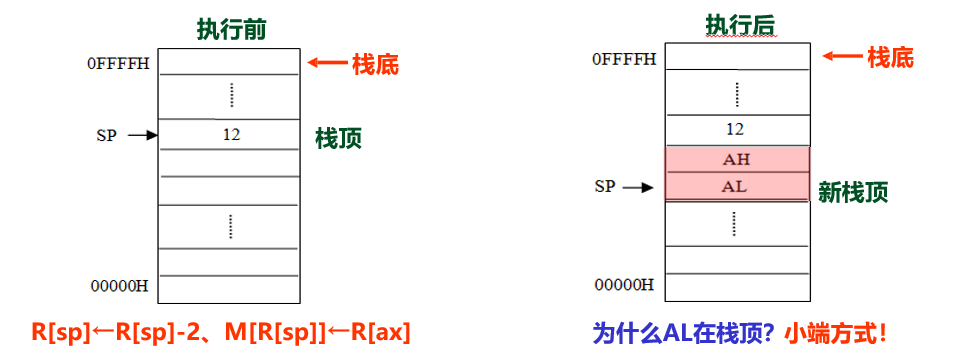 执行前
0FFFFH
栈底
SP
12
栈顶
00000H
R[sp]←R[sp]-2、M[R[sp]]←R[ax]
执行后
0FFFFH
栈底
12
AH
SP
AL
新栈顶
00000H
为什么AL在栈顶？小端方式！